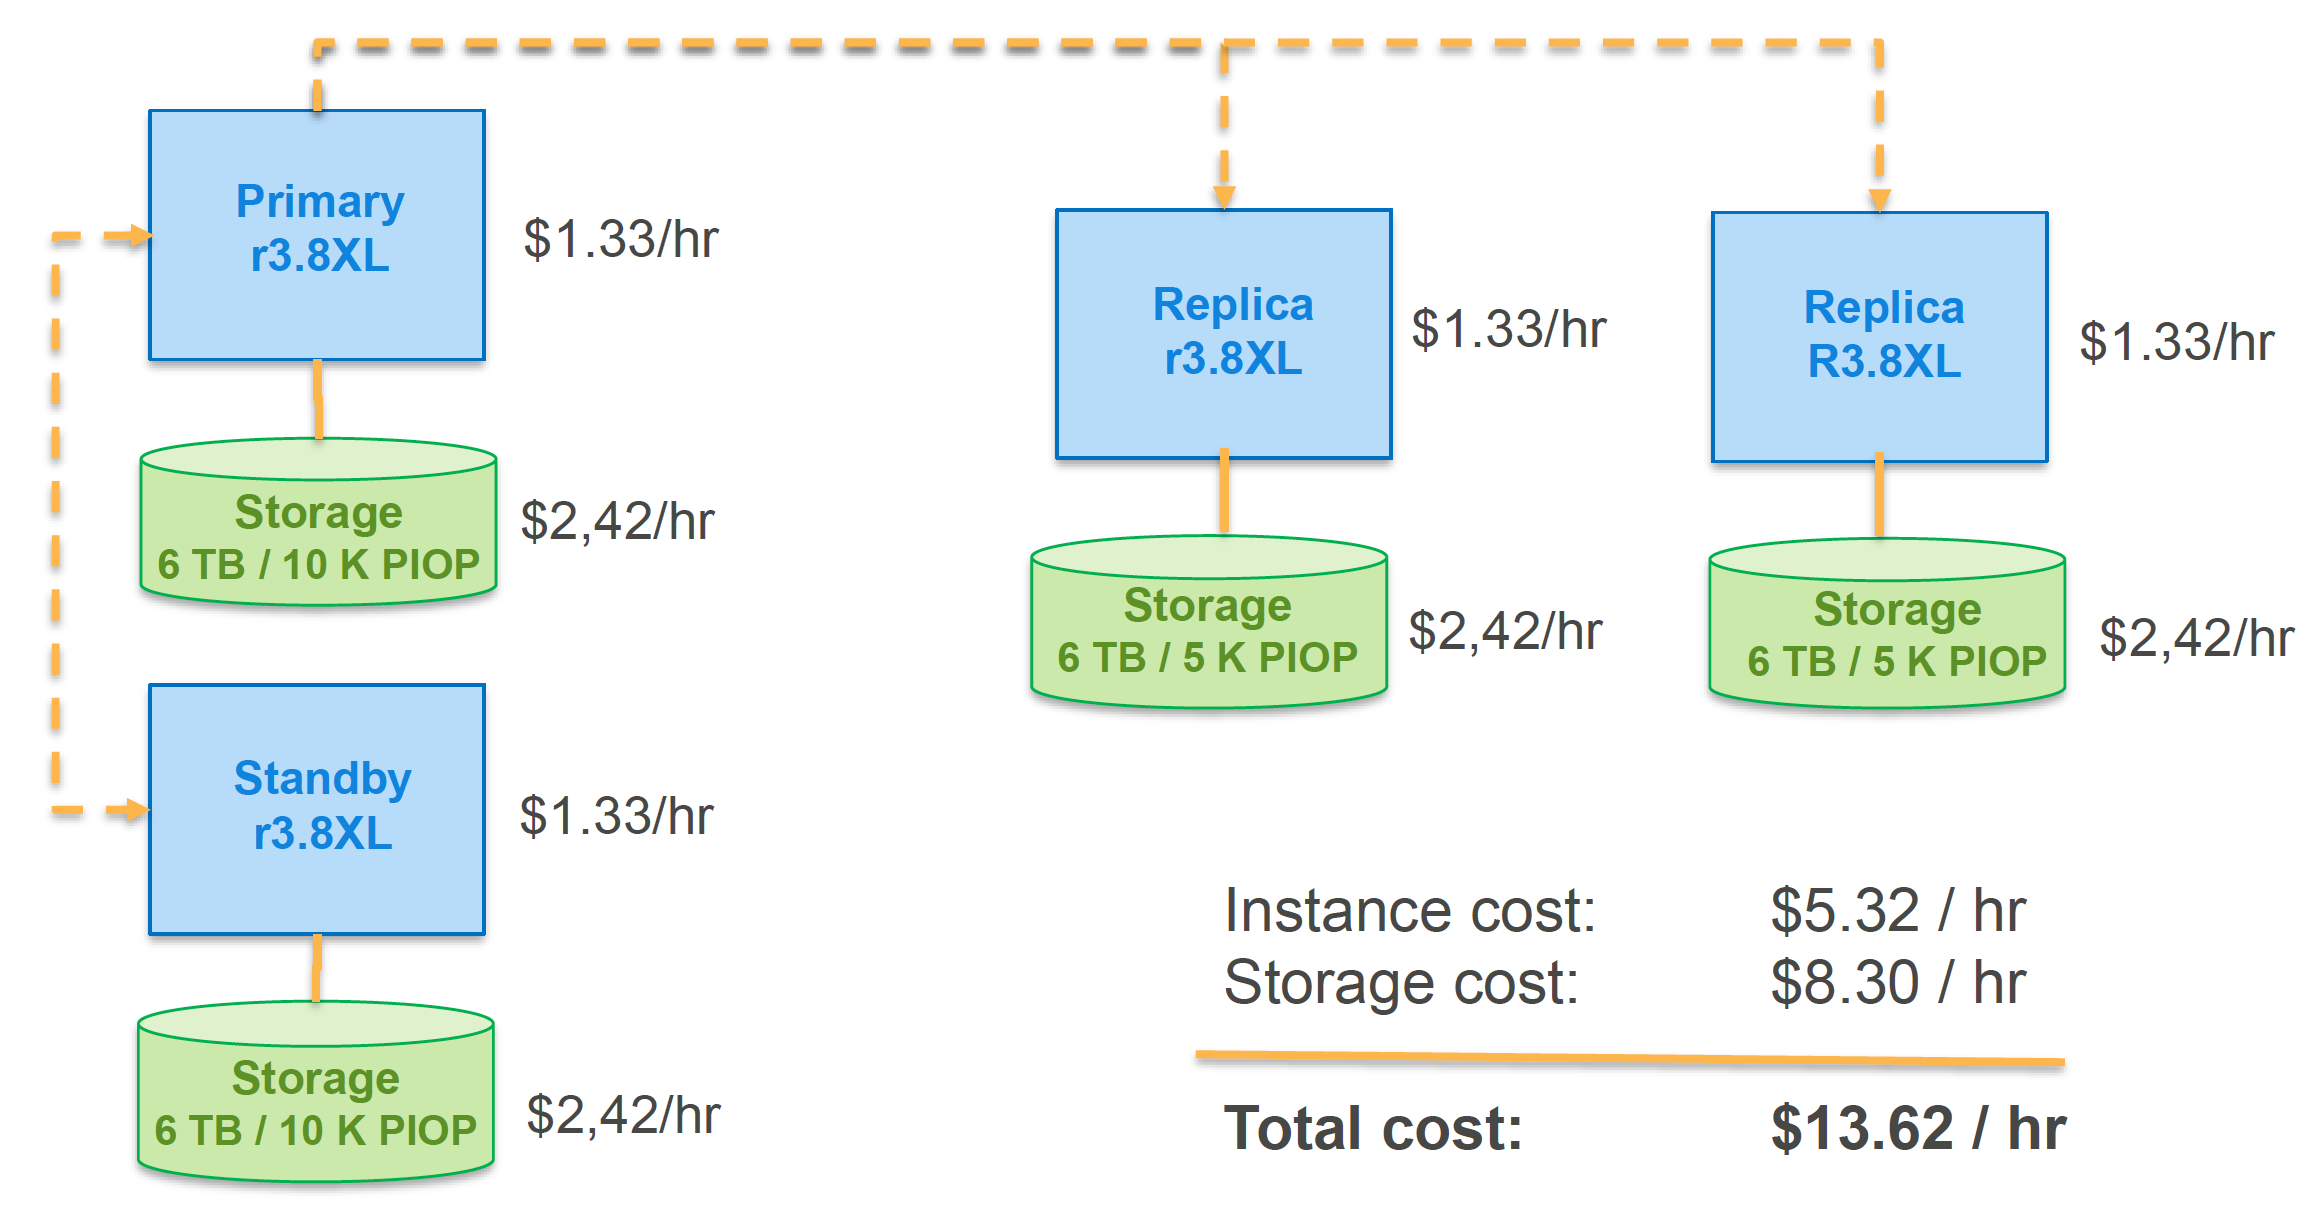 Primary
r3.8XL
$1.33/hr
Storage
6 TB / 10 K PIOP
$2,42/hr
Standby
r3.8XL
$1.33/hr
Storage
6 TB / 10 K PIOP
$2,42/hr
Replica
r3.8XL
$1.33/hr
Storage
6 TB / 5 K PIOP
$2,42/hr
Replica
R3.8XL
$1.33/hr
Storage
6 TB / 5 K PIOP
$2,42/hr
Instance cost: $5.32 / hr
Storage cost: $8.30 / hr
Total cost: $13.62 / hr